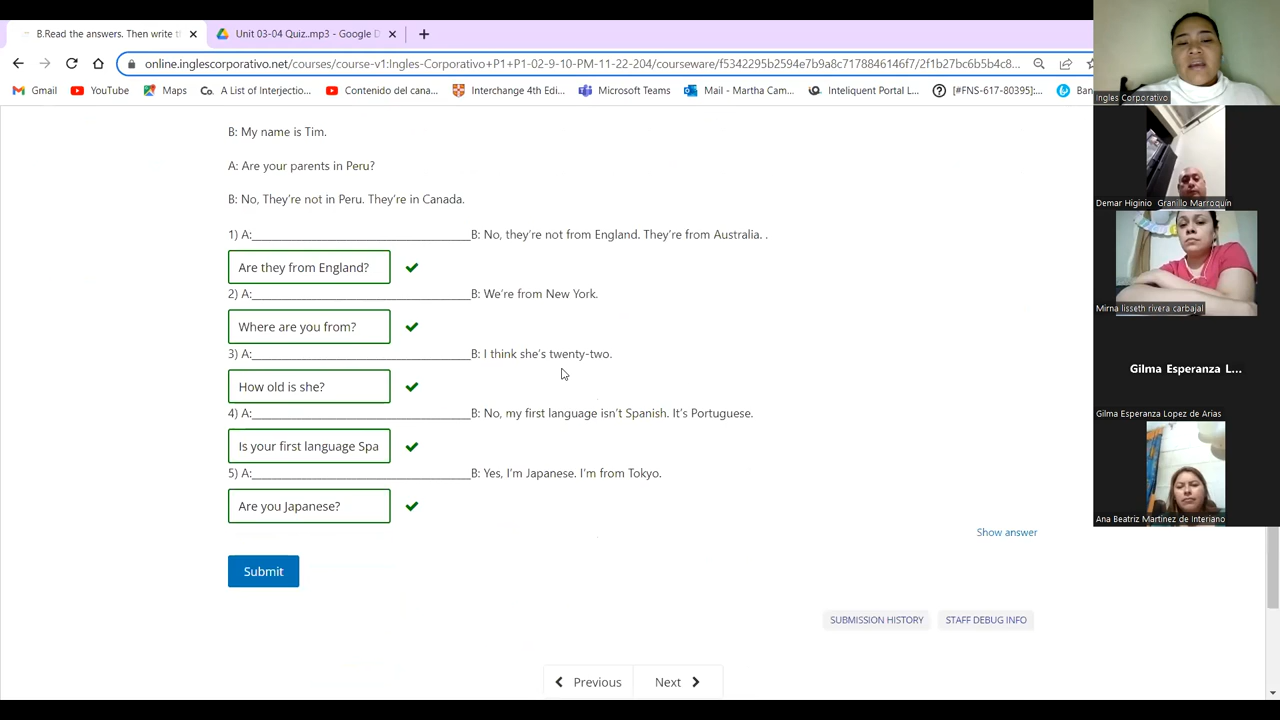 B.Read the answers. Then write th
Unit 03-04 Quiz..mp3 - Google D
online.inglescorporativo.net/courses/course-v1:Ingles-Corporativo+P1+P1-02-9-10-PM-11-22-204/courseware/f5342295b2594e7b9a8c7178846146f7/2f1b27bc6b5b4c8...
Gmail YouTube Maps A List of Interjectio... Contenido del cana... Interchange 4th Edi... Microsoft Teams Mail - Martha Cam... Inteliquent Portal L... [#FNS-617-80395]:... Ban
B: My name is Tim.
A: Are your parents in Peru?
B: No, They're not in Peru. They're in Canada.
1) A:___________________________________B: No, they're not from England. They're from Australia. .
Are they from England?
2) A:___________________________________B: We're from New York.
Where are you from?
3) A:___________________________________B: I think she's twenty-two.
How old is she?
4) A:___________________________________B: No, my first language isn't Spanish. It's Portuguese.
Is your first language Spa
5) A:___________________________________B: Yes, I'm Japanese. I'm from Tokyo.
Are you Japanese?
Show answer
Submit
SUBMISSION HISTORY STAFF DEBUG INFO
Previous Next
Ingles Corporativo
Demar Higinio Granillo Marroquin
Mirna lisseth rivera carbajal
Gilma Esperanza L...
Gilma Esperanza Lopez de Arias
Ana Beatriz Martinez de Interiano